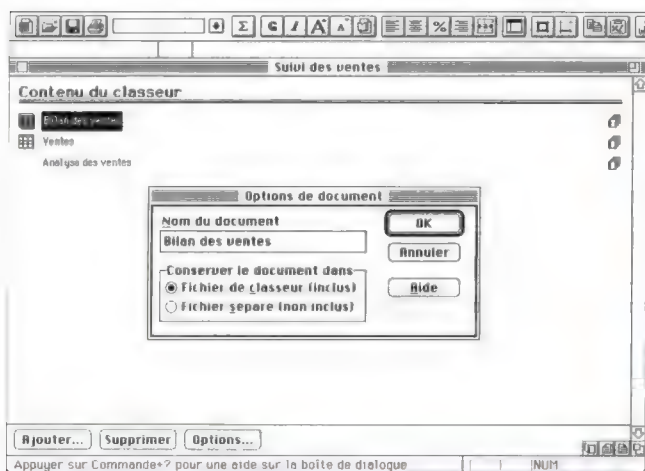 Σ G I A A %
Suivi des ventes
Contenu du classeur
Bilan des ventes
Ventes
Analyse des ventes
Options de document
Nom du document
Bilan des ventes
OK
Annuler
Aide
Conserver le document dans
Fichier de classeur (inclus)
Fichier séparé (non inclus)
Ajouter... Supprimer Options...
Appuyer sur Commande+? pour une aide sur la boîte de dialogue NUM